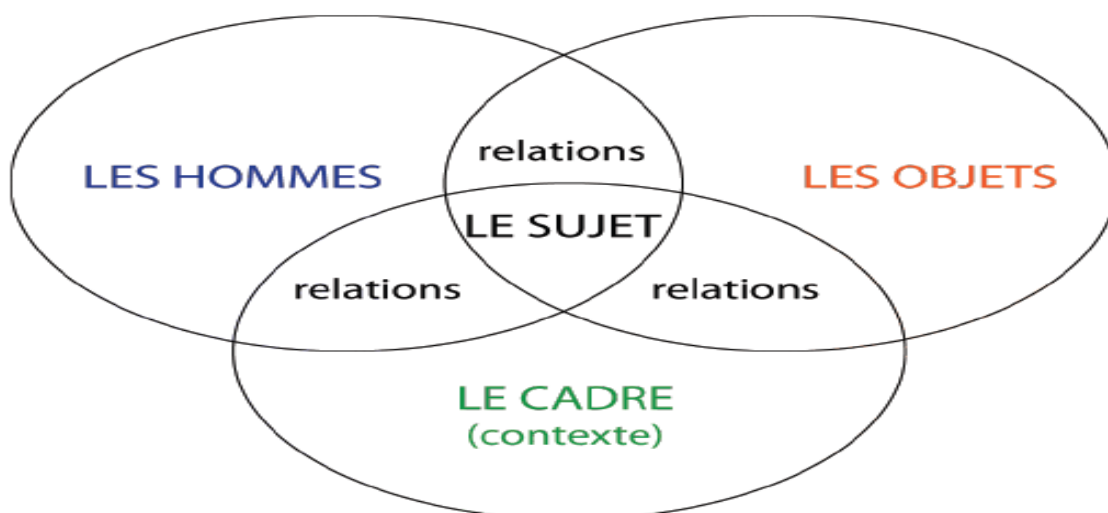 relations
LES HOMMES
LES OBJETS
LE SUJET
relations
relations
LE CADRE
(contexte)